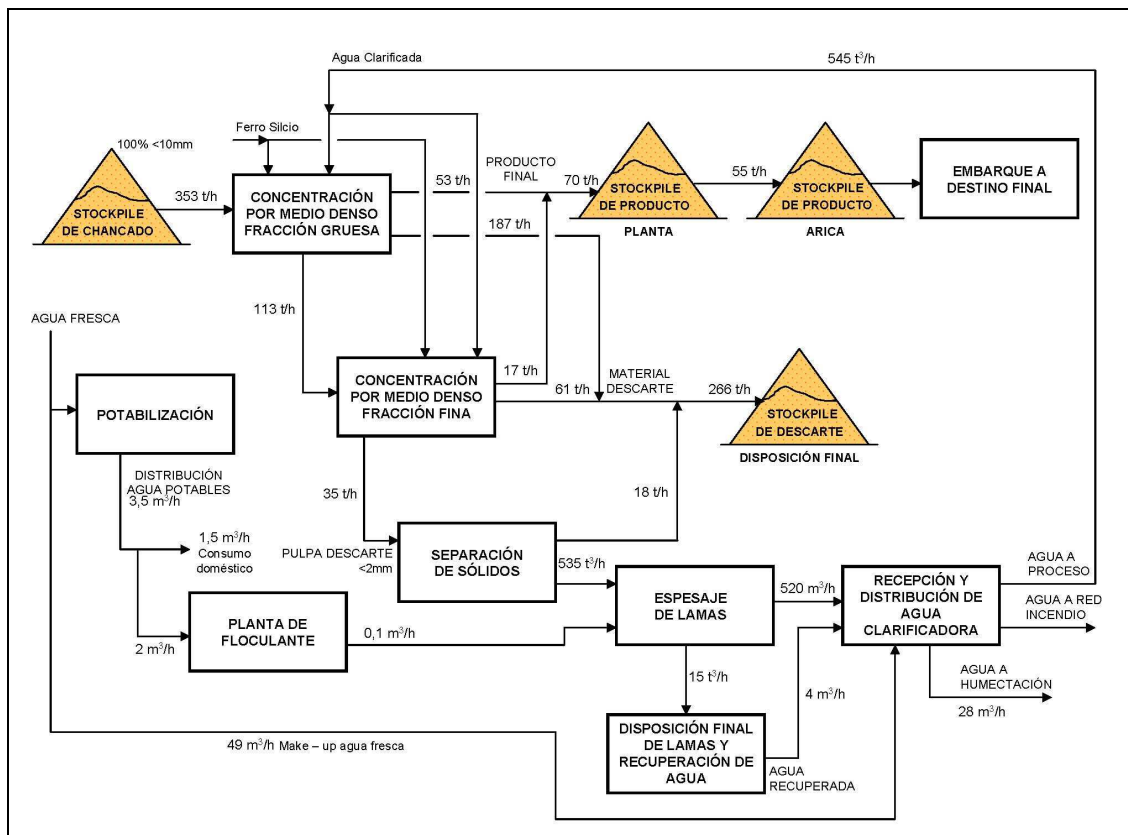 Agua Clarificada
545 t³/h
Ferro Silcio
100% <10mm
STOCKPILE
DE CHANCADO
353 t/h
CONCENTRACIÓN
POR MEDIO DENSO
FRACCIÓN GRUESA
53 t/h
PRODUCTO
FINAL
187 t/h
70 t/h
STOCKPILE
DE PRODUCTO
PLANTA
55 t/h
STOCKPILE
DE PRODUCTO
ARICA
EMBARQUE A
DESTINO FINAL
113 t/h
AGUA FRESCA
POTABILIZACIÓN
CONCENTRACIÓN
POR MEDIO DENSO
FRACCIÓN FINA
17 t/h
61 t/h
MATERIAL
DESCARTE
266 t/h
STOCKPILE
DE DESCARTE
DISPOSICIÓN FINAL
DISTRIBUCIÓN
AGUA POTABLES
3,5 m³/h
35 t/h
18 t/h
1,5 m³/h
Consumo
doméstico
PULPA DESCARTE
<2mm
SEPARACIÓN
DE SÓLIDOS
535 t³/h
ESPESAJE
DE LAMAS
520 m³/h
RECEPCIÓN Y
DISTRIBUCIÓN DE
AGUA
CLARIFICADORA
AGUA A
PROCESO
AGUA A RED
INCENDIO
2 m³/h
PLANTA DE
FLOCULANTE
0,1 m³/h
15 t³/h
4 m³/h
AGUA A
HUMECTACIÓN
28 m³/h
DISPOSICIÓN FINAL
DE LAMAS Y
RECUPERACIÓN DE
AGUA
AGUA
RECUPERADA
49 m³/h Make – up agua fresca